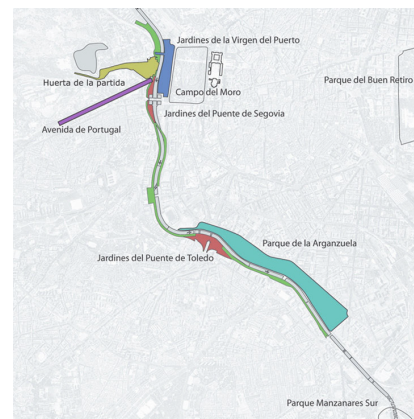 Jardines de la Virgen del Puerto
Parque del Buen Retiro
Huerta de la partida
Campo del Moro
Jardines del Puente de Segovia
Avenida de Portugal
Parque de la Arganzuela
Jardines del Puente de Toledo
Parque Manzanares Sur